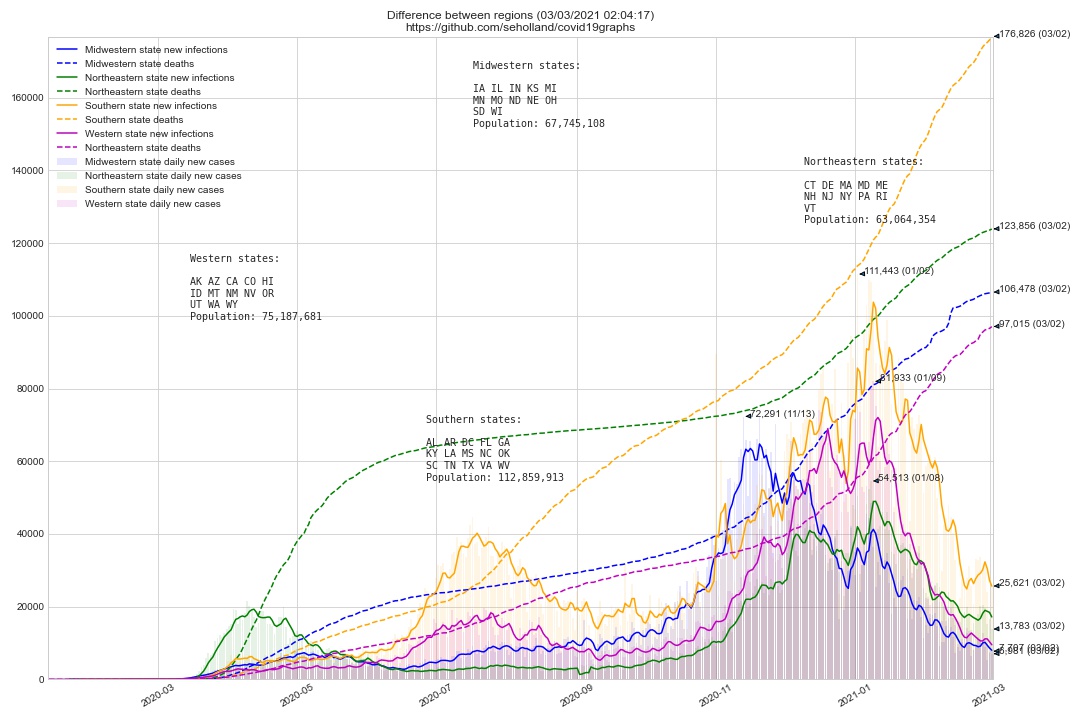 Difference between regions (03/03/2021 02:04:17)
https://github.com/seholland/covid19graphs
Midwestern state new infections
Midwestern state deaths
Northeastern state new infections
Northeastern state deaths
Southern state new infections
Southern state deaths
Western state new infections
Northeastern state deaths
Midwestern state daily new cases
Northeastern state daily new cases
Southern state daily new cases
Western state daily new cases
Midwestern states:
IA IL IN KS MI
MN MO ND NE OH
SD WI
Population: 67,745,108
Northeastern states:
CT DE MA MD ME
NH NJ NY PA RI
VT
Population: 63,064,354
Western states:
AK AZ CA CO HI
ID MT NM NV OR
UT WA WY
Population: 75,187,681
Southern states:
AL AR DC FL GA
KY LA MS NC OK
SC TN TX VA WV
Population: 112,859,913
176,826 (03/02)
123,856 (03/02)
111,443 (01/02)
106,478 (03/02)
97,015 (03/02)
81,933 (01/09)
72,291 (11/13)
54,513 (01/08)
25,621 (03/02)
13,783 (03/02)
160000
140000
120000
100000
80000
60000
40000
20000
0
2020-03
2020-05
2020-07
2020-09
2020-11
2021-01
2021-03